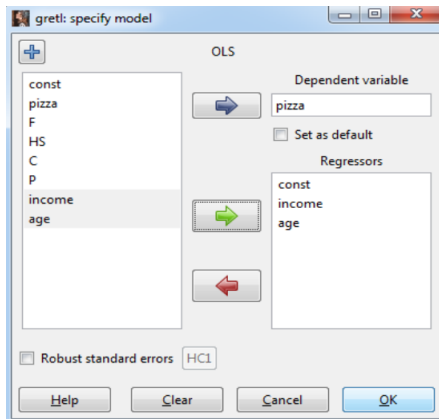 gretl: specify model
OLS
const
pizza
F
HS
C
P
income
age
Dependent variable
pizza
Set as default
Regressors
const
income
age
Robust standard errors HC1
Help Clear Cancel OK